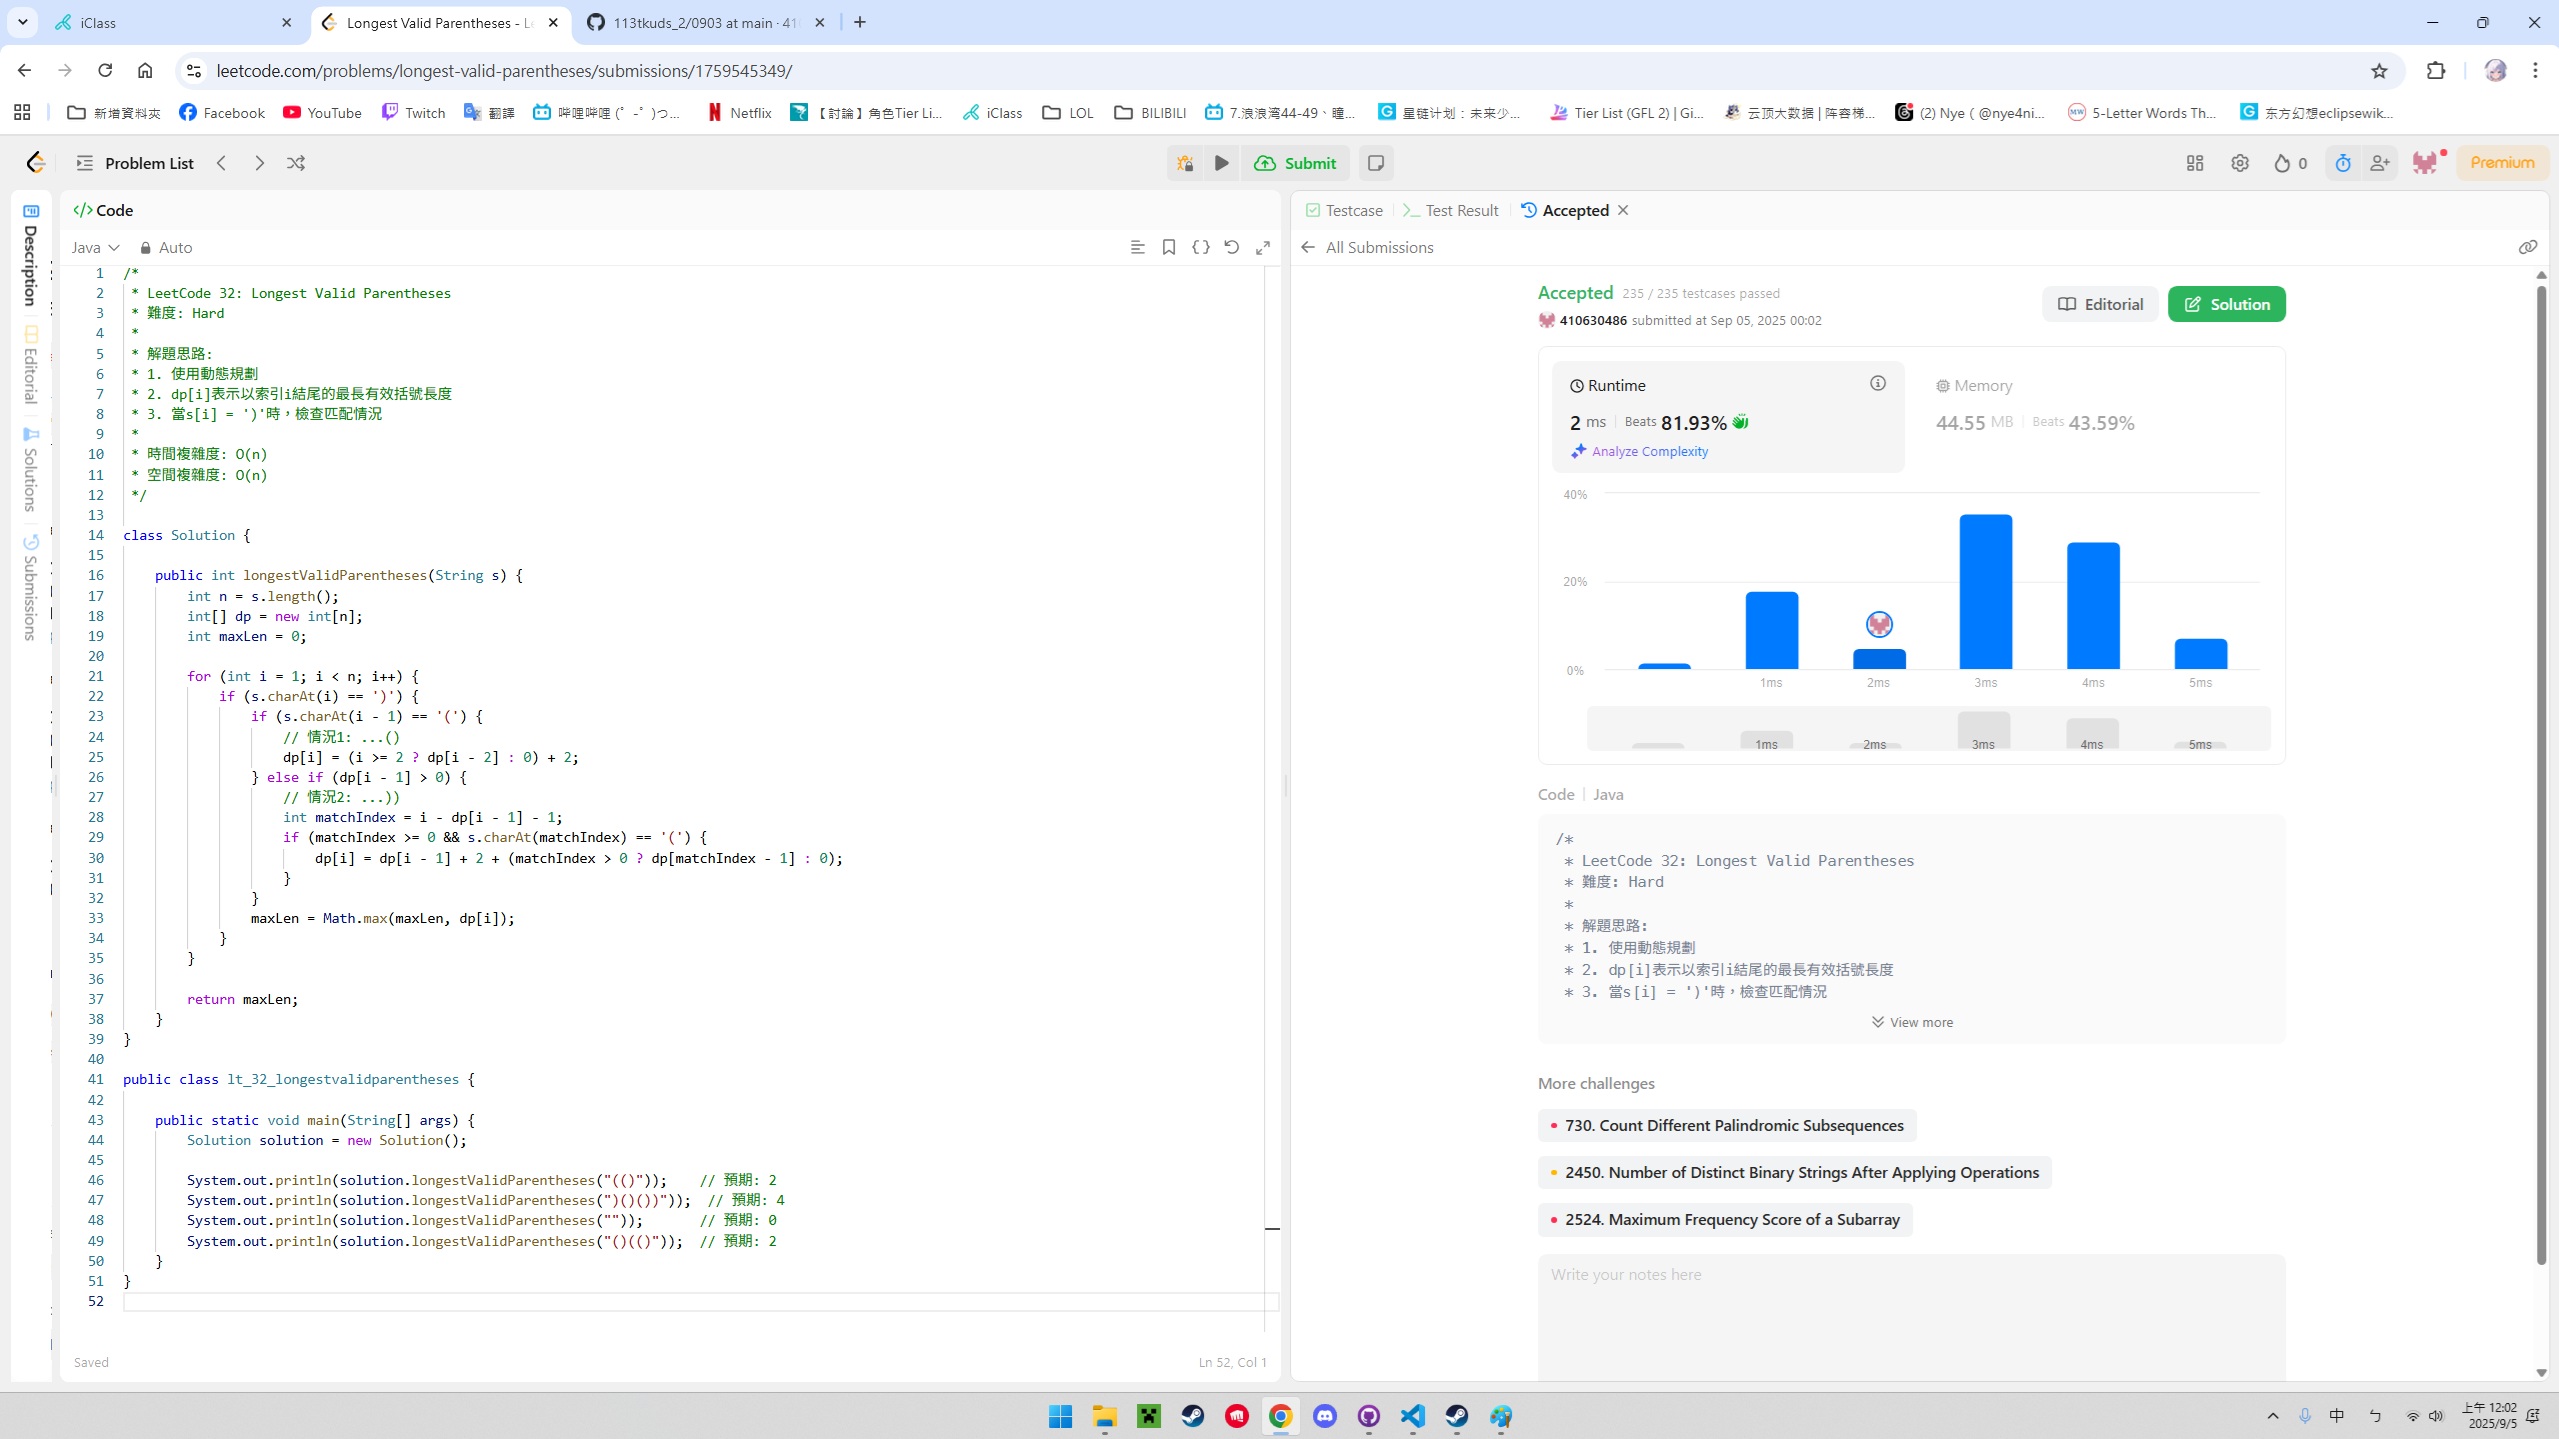 iClass
Longest Valid Parentheses - Le
113tkuds_2/0903 at main · 41
leetcode.com/problems/longest-valid-parentheses/submissions/1759545349/
新增資料夾 Facebook YouTube Twitch 翻譯 哔哩哔哩 (゜-゜)つ... Netflix 【討論】角色Tier Li... iClass LOL BILIBILI 7.浪浪湾44-49、瞳... 星链计划：未来少... Tier List (GFL 2) | Gi... 云顶大数据 | 阵容梯... (2) Nye ( @nye4ni... 5-Letter Words Th... 东方幻想eclipsewik...
Problem List
Submit
0
Premium
Description
Editorial
Solutions
Submissions
</> Code
Java Auto
1 /*
2  * LeetCode 32: Longest Valid Parentheses
3  * 難度: Hard
4  *
5  * 解題思路:
6  * 1. 使用動態規劃
7  * 2. dp[i]表示以索引i結尾的最長有效括號長度
8  * 3. 當s[i] = ')'時，檢查匹配情況
9  *
10  * 時間複雜度: O(n)
11  * 空間複雜度: O(n)
12  */
13
14 class Solution {
15
16     public int longestValidParentheses(String s) {
17         int n = s.length();
18         int[] dp = new int[n];
19         int maxLen = 0;
20
21         for (int i = 1; i < n; i++) {
22             if (s.charAt(i) == ')') {
23                 if (s.charAt(i - 1) == '(') {
24                     // 情況1: ...()
25                     dp[i] = (i >= 2 ? dp[i - 2] : 0) + 2;
26                 } else if (dp[i - 1] > 0) {
27                     // 情況2: ...))
28                     int matchIndex = i - dp[i - 1] - 1;
29                     if (matchIndex >= 0 && s.charAt(matchIndex) == '(') {
30                         dp[i] = dp[i - 1] + 2 + (matchIndex > 0 ? dp[matchIndex - 1] : 0);
31                     }
32                 }
33                 maxLen = Math.max(maxLen, dp[i]);
34             }
35         }
36
37         return maxLen;
38     }
39 }
40
41 public class lt_32_longestvalidparentheses {
42
43     public static void main(String[] args) {
44         Solution solution = new Solution();
45
46         System.out.println(solution.longestValidParentheses("(()"));    // 預期: 2
47         System.out.println(solution.longestValidParentheses(")()())"));  // 預期: 4
48         System.out.println(solution.longestValidParentheses(""));       // 預期: 0
49         System.out.println(solution.longestValidParentheses("()(()"));  // 預期: 2
50     }
51 }
52
Saved
Ln 52, Col 1
Testcase Test Result Accepted
All Submissions
Accepted 235 / 235 testcases passed
410630486 submitted at Sep 05, 2025 00:02
Editorial
Solution
Runtime
2 ms Beats 81.93%
Analyze Complexity
Memory
44.55 MB Beats 43.59%
40%
20%
0%
1ms 2ms 3ms 4ms 5ms
1ms 2ms 3ms 4ms 5ms
Code Java
/*
 * LeetCode 32: Longest Valid Parentheses
 * 難度: Hard
 *
 * 解題思路:
 * 1. 使用動態規劃
 * 2. dp[i]表示以索引i結尾的最長有效括號長度
 * 3. 當s[i] = ')'時，檢查匹配情況
View more
More challenges
730. Count Different Palindromic Subsequences
2450. Number of Distinct Binary Strings After Applying Operations
2524. Maximum Frequency Score of a Subarray
Write your notes here
中 ㄅ
上午 12:02
2025/9/5